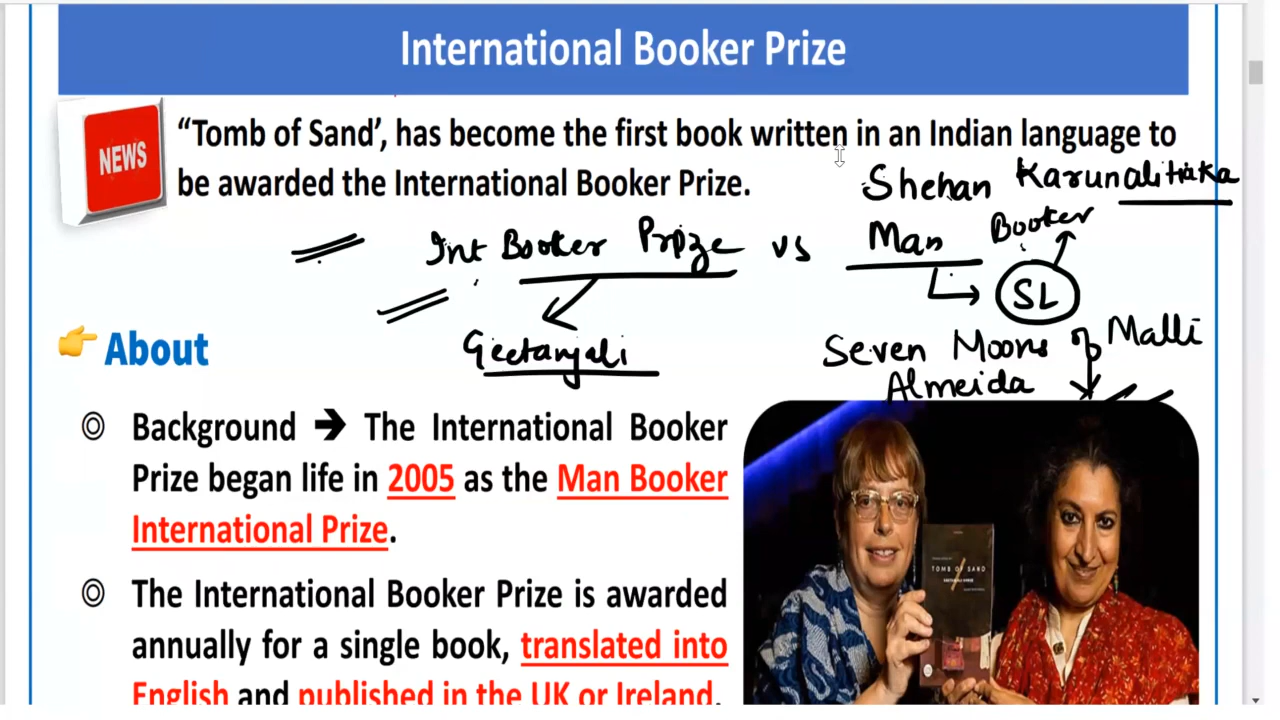 International Booker Prize
NEWS
“Tomb of Sand’, has become the first book written in an Indian language to
be awarded the International Booker Prize.
Shehan Karunalithaka
Int Booker Prize vs Man Booker
SL
Geetanjali
Seven Moons of Malli
Almeida
About
Background → The International Booker
Prize began life in 2005 as the Man Booker
International Prize.
The International Booker Prize is awarded
annually for a single book, translated into
English and published in the UK or Ireland.
TOMB OF SAND